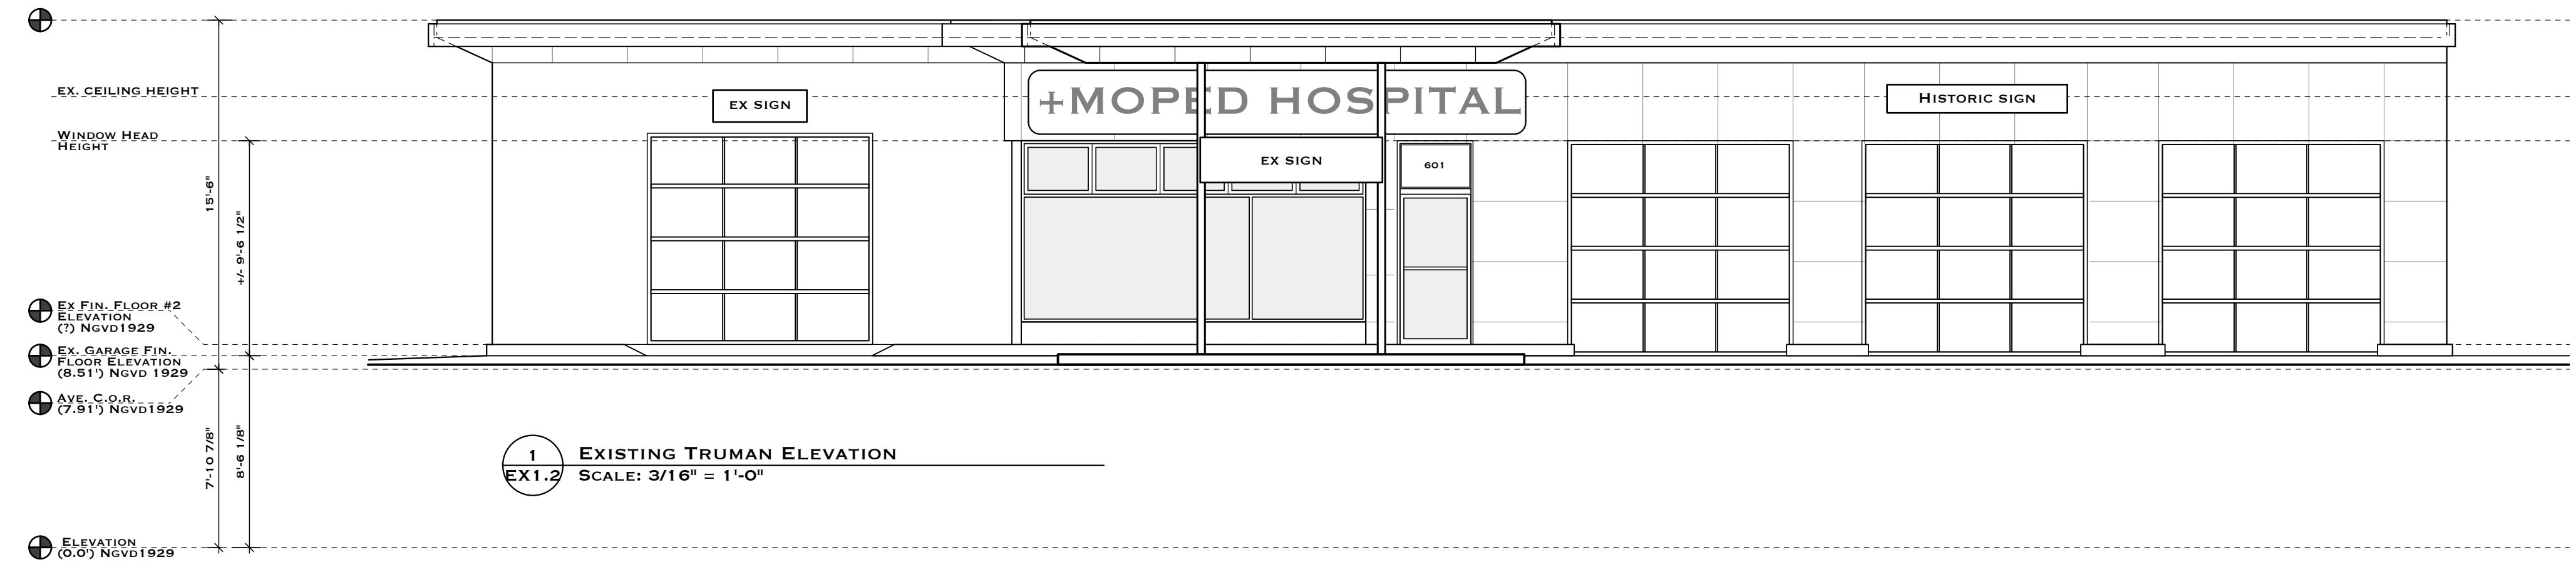 EX. CEILING HEIGHT
WINDOW HEAD
HEIGHT
15'-6"
+/- 9'-6 1/2"
EX FIN. FLOOR #2
ELEVATION
(?) NGVD1929
EX. GARAGE FIN.
FLOOR ELEVATION
(8.51') NGVD 1929
AVE. C.O.R.
(7.91') NGVD1929
7'-10 7/8"
8'-6 1/8"
ELEVATION
(0.0') NGVD1929
EX SIGN
+MOPED HOSPITAL
EX SIGN
601
HISTORIC SIGN
1
EX1.2
EXISTING TRUMAN ELEVATION
SCALE: 3/16" = 1'-0"